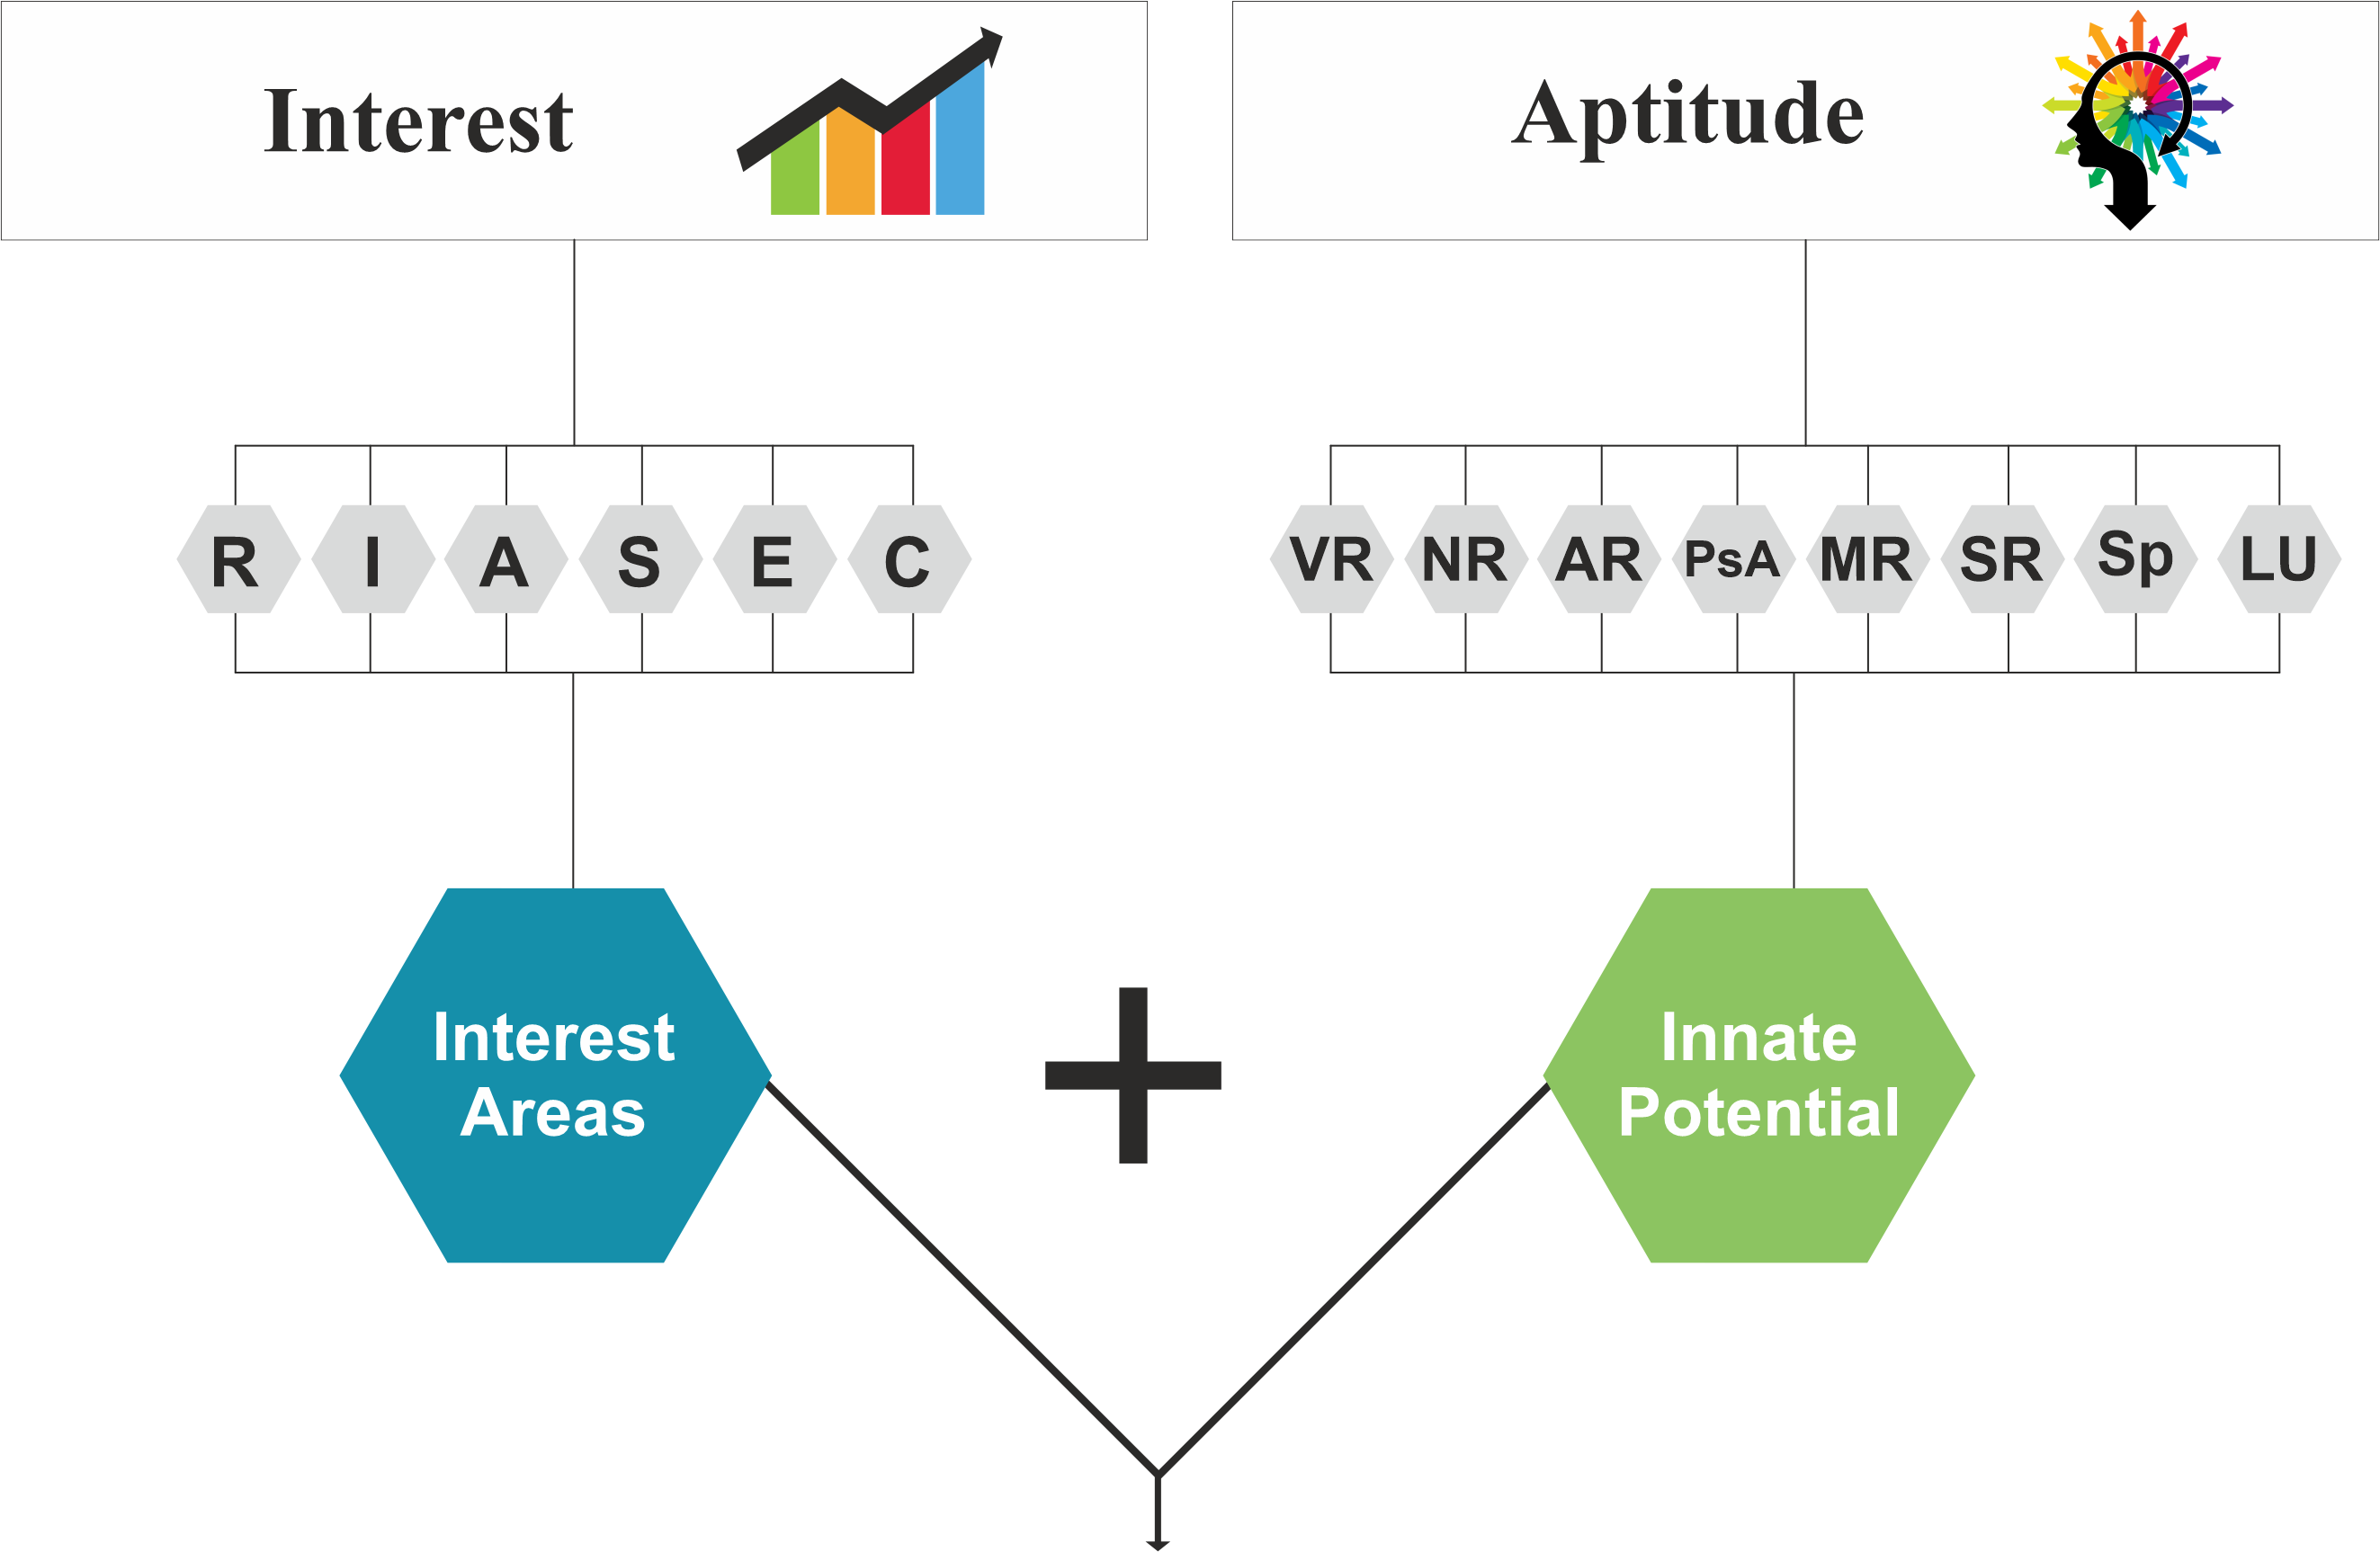 Interest
Aptitude
R I A S E C
VR NR AR PsA MR SR Sp LU
Interest
Areas
Innate
Potential